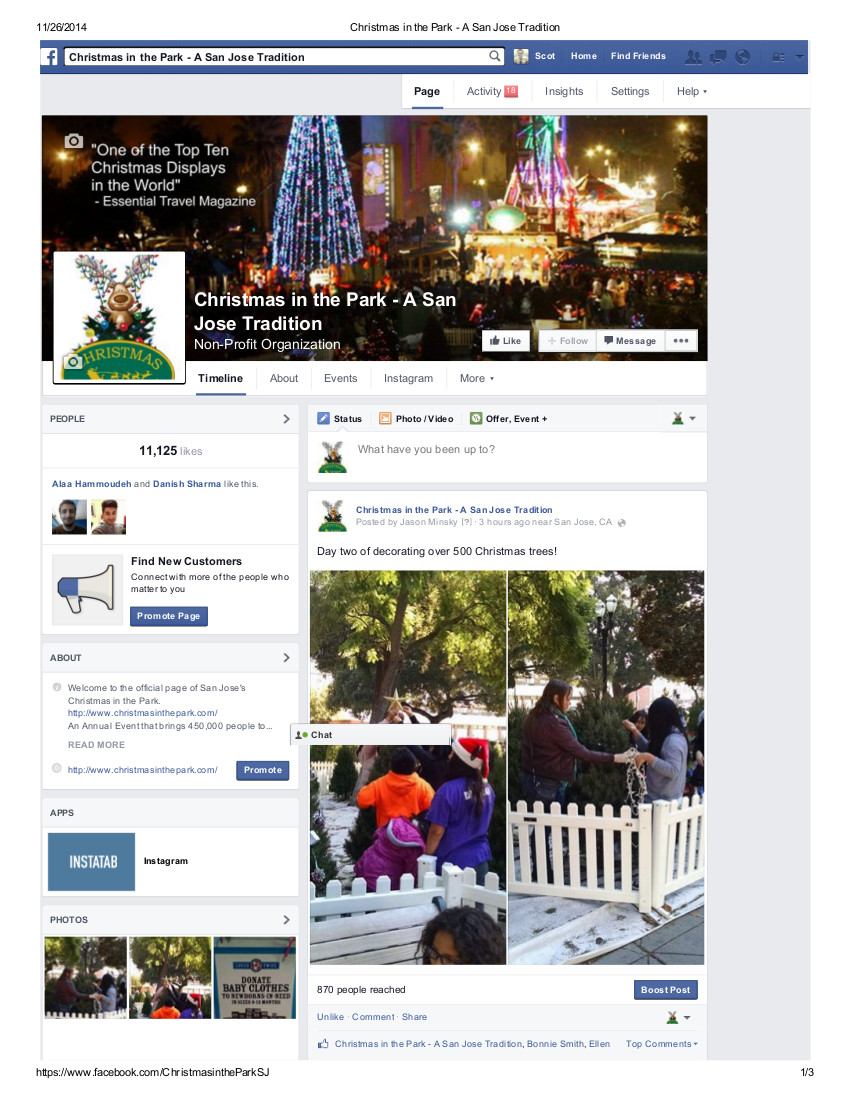 11/26/2014
Christmas in the Park - A San Jose Tradition
f
Christmas in the Park - A San Jose Tradition
Scot
Home
Find Friends
Page
Activity 18
Insights
Settings
Help
"One of the Top Ten
Christmas Displays
in the World"
- Essential Travel Magazine
CHRISTMAS
Christmas in the Park - A San
Jose Tradition
Non-Profit Organization
Like
+ Follow
Message
•••
Timeline
About
Events
Instagram
More
PEOPLE
11,125 likes
Alaa Hammoudeh and Danish Sharma like this.
Find New Customers
Connect with more of the people who
matter to you
Promote Page
ABOUT
Welcome to the official page of San Jose's
Christmas in the Park.
http://www.christmasinthepark.com/
An Annual Event that brings 450,000 people to...
READ MORE
http://www.christmasinthepark.com/
Promote
APPS
INSTATAB
Instagram
PHOTOS
DONATE
BABY CLOTHES
TO NEWBORNS-IN-NEED
Status
Photo / Video
Offer, Event +
What have you been up to?
Christmas in the Park - A San Jose Tradition
Posted by Jason Minsky [?] · 3 hours ago near San Jose, CA
Day two of decorating over 500 Christmas trees!
Chat
870 people reached
Boost Post
Unlike · Comment · Share
Christmas in the Park - A San Jose Tradition, Bonnie Smith, Ellen
Top Comments
https://www.facebook.com/ChristmasintheParkSJ
1/3